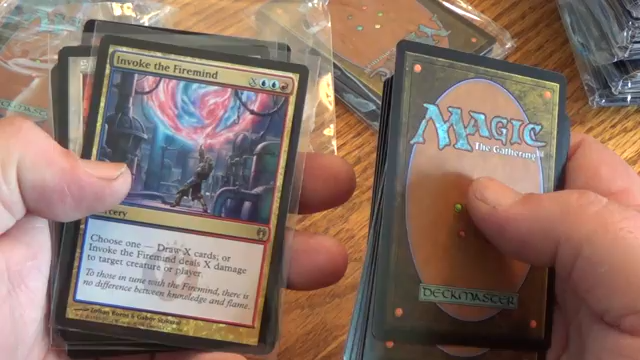 Invoke the Firemind
X
Sorcery
Choose one — Draw X cards; or
Invoke the Firemind deals X damage
to target creature or player.
To those in tune with the Firemind, there is
no difference between knowledge and flame.
MAGIC
The Gathering
DECKMASTER
DECKMASTER